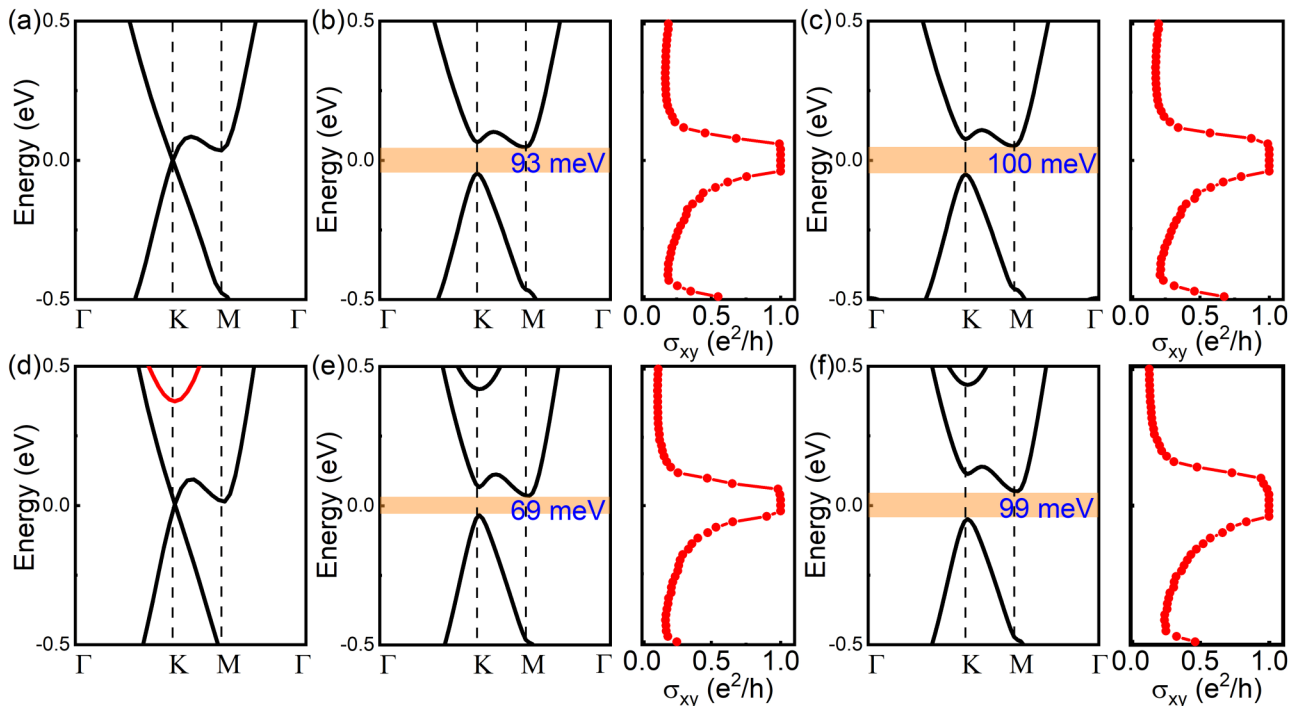 (a) 0.5 (b) 0.5 (c) 0.5
Energy (eV) Energy (eV) Energy (eV)
0.0 0.0 93 meV 0.0 100 meV
-0.5 -0.5 -0.5
Γ K M Γ Γ K M Γ 0.0 0.5 1.0 Γ K M Γ 0.0 0.5 1.0
σxy (e²/h) σxy (e²/h)
(d) 0.5 (e) 0.5 (f) 0.5
Energy (eV) Energy (eV) Energy (eV)
0.0 0.0 69 meV 0.0 99 meV
-0.5 -0.5 -0.5
Γ K M Γ Γ K M Γ 0.0 0.5 1.0 Γ K M Γ 0.0 0.5 1.0
σxy (e²/h) σxy (e²/h)